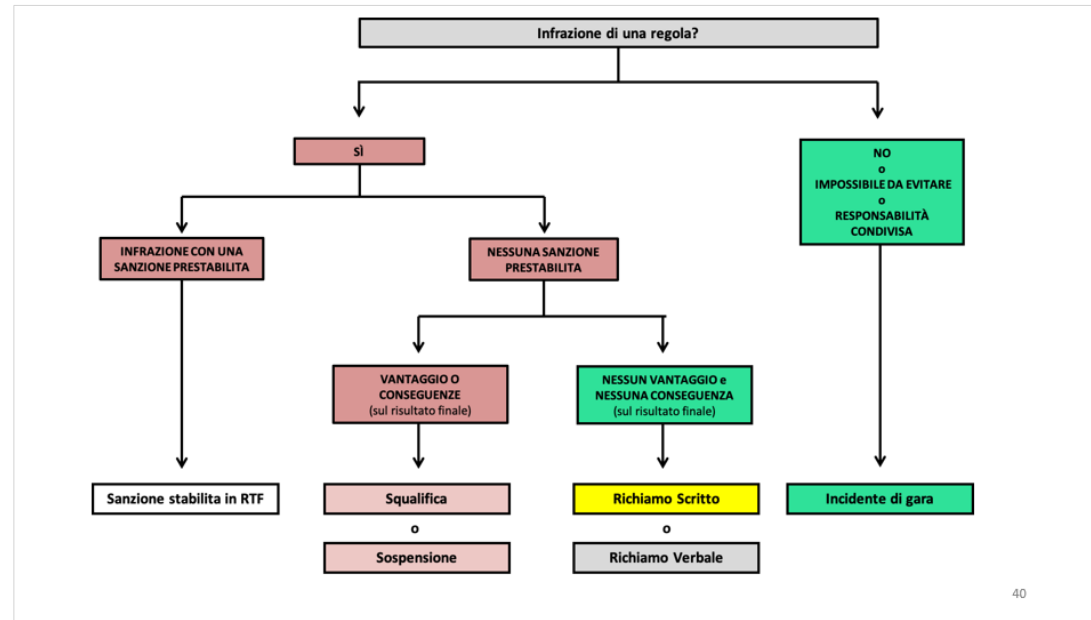 Infrazione di una regola?
SÌ
NO
o
IMPOSSIBILE DA EVITARE
o
RESPONSABILITÀ
CONDIVISA
INFRAZIONE CON UNA
SANZIONE PRESTABILITA
NESSUNA SANZIONE
PRESTABILITA
VANTAGGIO O
CONSEGUENZE
(sul risultato finale)
NESSUN VANTAGGIO e
NESSUNA CONSEGUENZA
(sul risultato finale)
Sanzione stabilita in RTF
Squalifica
o
Sospensione
Richiamo Scritto
o
Richiamo Verbale
Incidente di gara
40